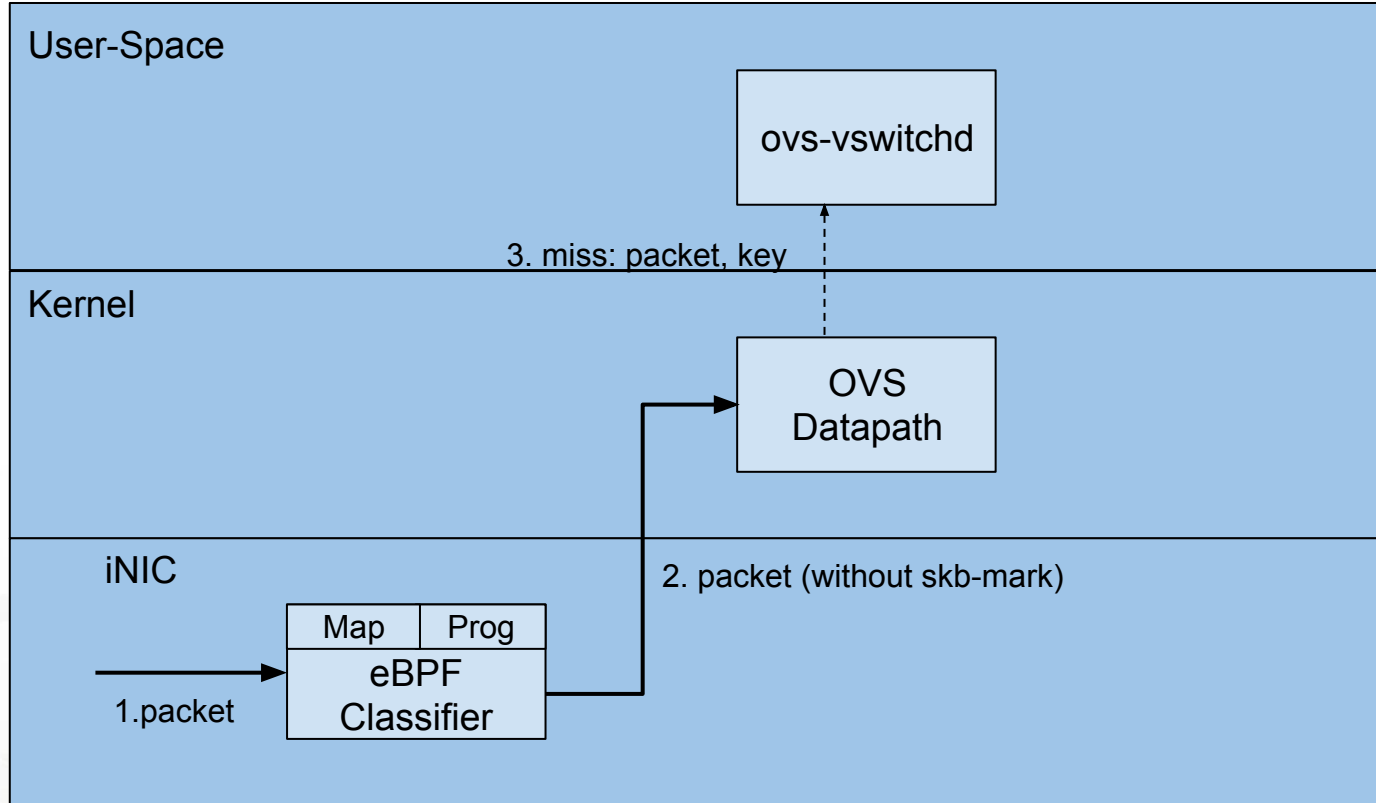 User-Space
ovs-vswitchd
3. miss: packet, key
Kernel
OVS
Datapath
iNIC
2. packet (without skb-mark)
Map Prog
eBPF
Classifier
1.packet